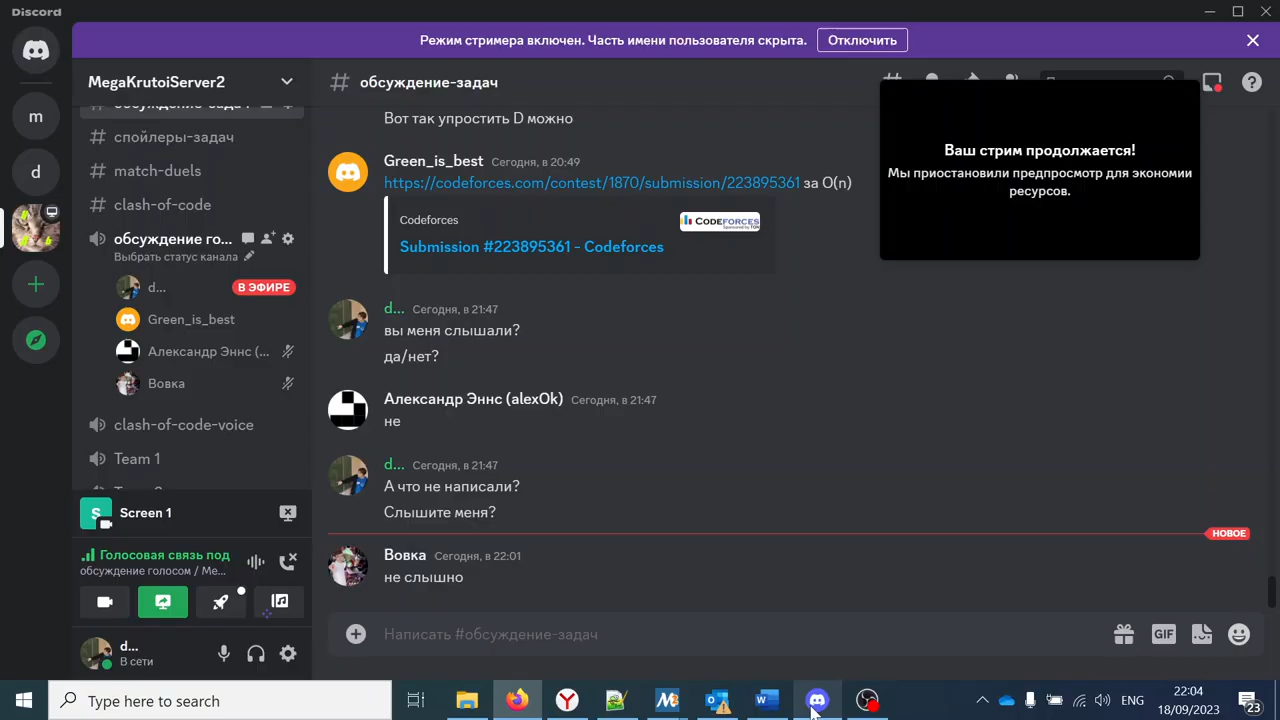 Discord
Режим стримера включен. Часть имени пользователя скрыта.
Отключить
MegaKrutoiServer2
обсуждение-задач
спойлеры-задач
match-duels
clash-of-code
обсуждение го...
Выбрать статус канала
d...
В ЭФИРЕ
Green_is_best
Александр Эннс (...
Вовка
clash-of-code-voice
Team 1
S
Screen 1
Голосовая связь под
обсуждение голосом / Ме...
d...
В сети
m
d
# обсуждение-задач
Вот так упростить D можно
Green_is_best Сегодня, в 20:49
https://codeforces.com/contest/1870/submission/223895361 за O(n)
Codeforces
CODEFORCES
Submission #223895361 - Codeforces
d... Сегодня, в 21:47
вы меня слышали?
да/нет?
Александр Эннс (alexOk) Сегодня, в 21:47
не
d... Сегодня, в 21:47
А что не написали?
Слышите меня?
НОВОЕ
Вовка Сегодня, в 22:01
не слышно
Написать #обсуждение-задач
GIF
Ваш стрим продолжается!
Мы приостановили предпросмотр для экономии
ресурсов.
Type here to search
ENG
22:04
18/09/2023
23